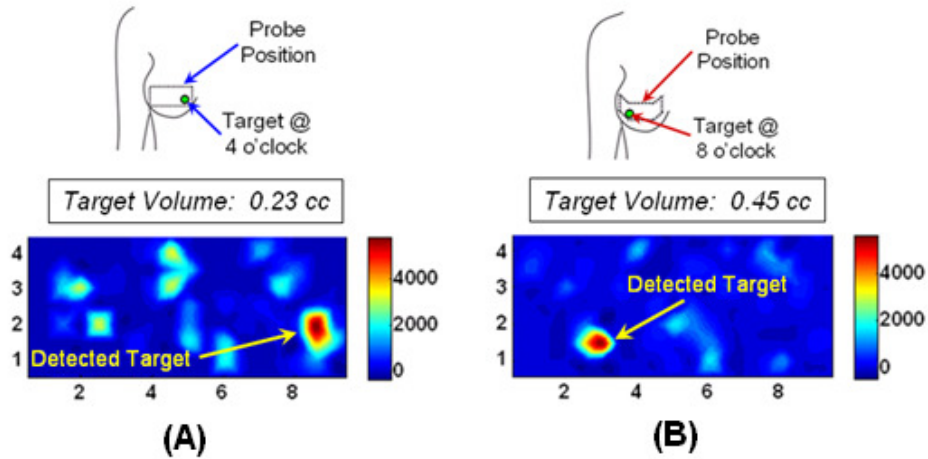 Probe
Position
Target @
4 o'clock
Target Volume: 0.23 cc
4
3
2
1
2 4 6 8
4000
2000
0
Detected Target
(A)
Probe
Position
Target @
8 o'clock
Target Volume: 0.45 cc
4
3
2
1
2 4 6 8
4000
2000
0
Detected Target
(B)